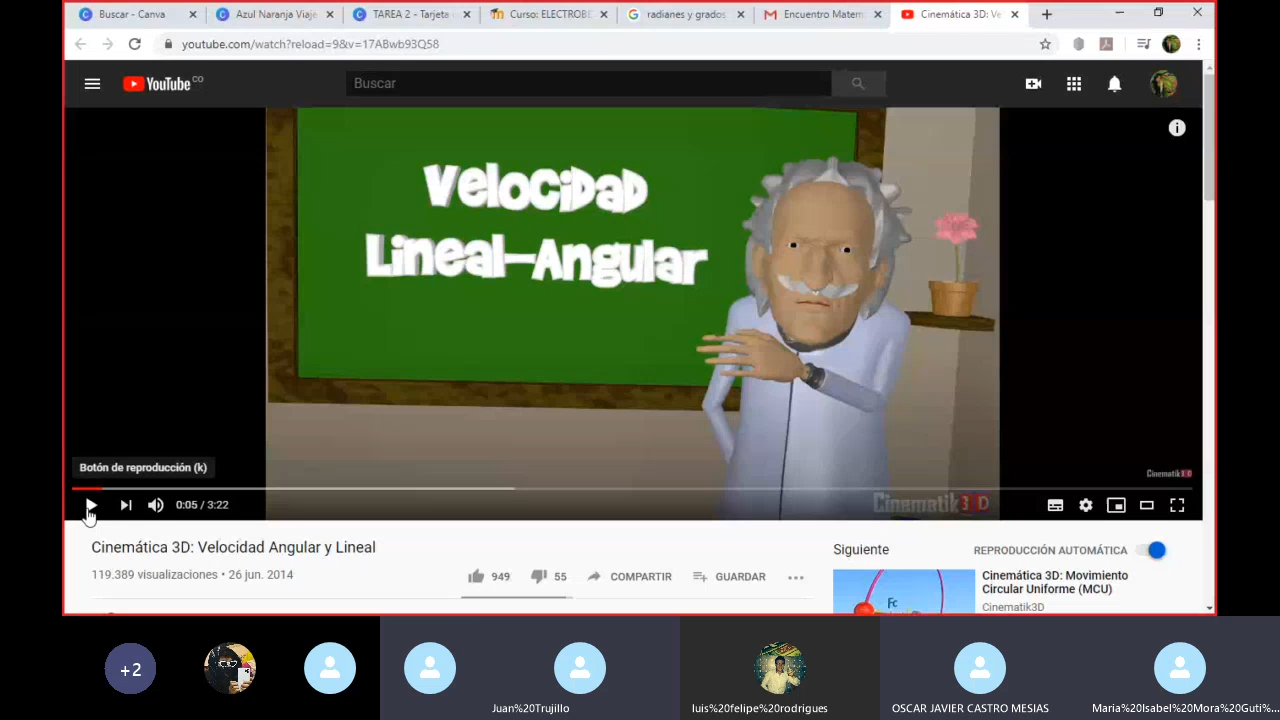 Buscar - Canva
Azul Naranja Viaje
TAREA 2 - Tarjeta
Curso: ELECTROBE
radianes y grados
Encuentro Matem
Cinemática 3D: Ve
youtube.com/watch?reload=9&v=17ABwb93Q58
YouTube CO
Buscar
Velocidad
Lineal-Angular
Botón de reproducción (k)
Cinematik3D
0:05 / 3:22
Cinematik3D
Cinemática 3D: Velocidad Angular y Lineal
119.389 visualizaciones • 26 jun. 2014
949
55
COMPARTIR
GUARDAR
Siguiente
REPRODUCCIÓN AUTOMÁTICA
Cinemática 3D: Movimiento
Circular Uniforme (MCU)
Cinematik3D
Fc
+2
Juan%20Trujillo
luis%20felipe%20rodrigues
OSCAR JAVIER CASTRO MESIAS
Maria%20Isabel%20Mora%20Guti%...